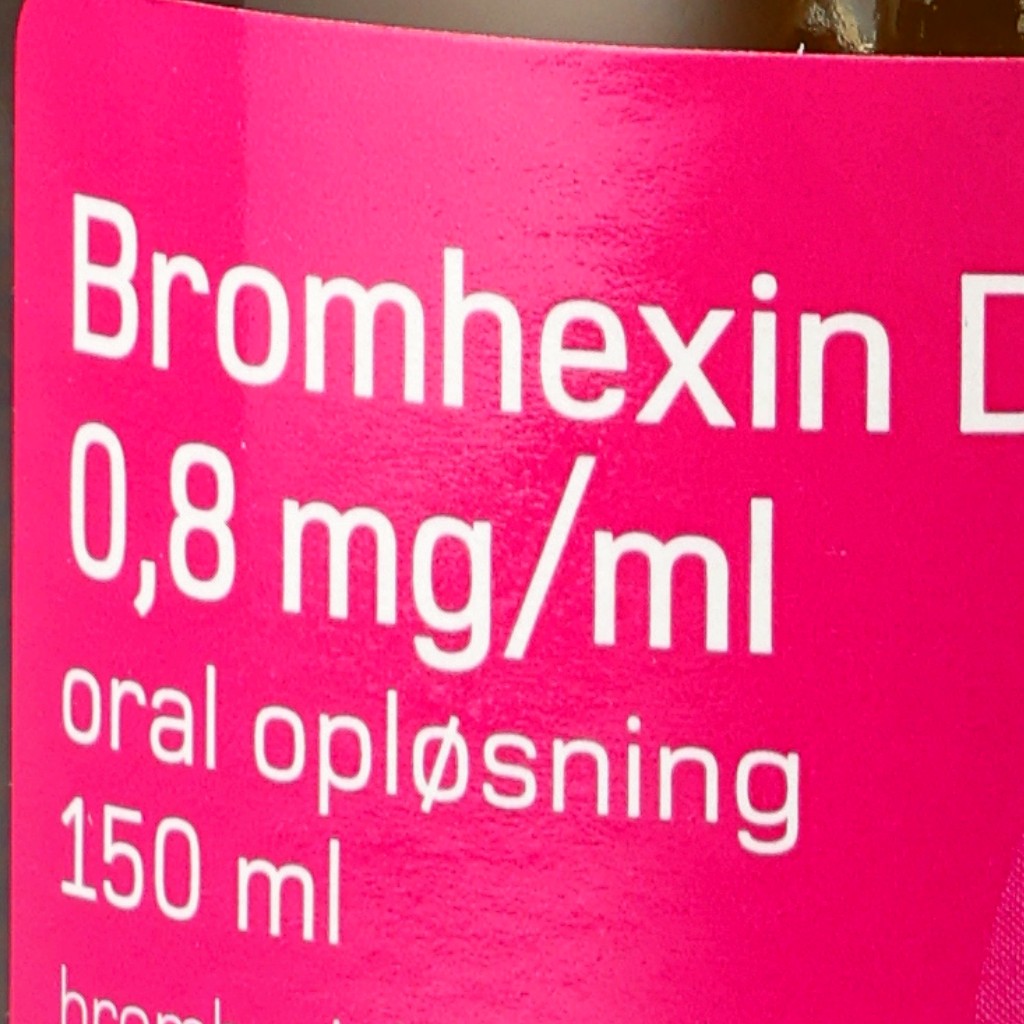 Bromhexin
0,8 mg/ml
oral opløsning
150 ml